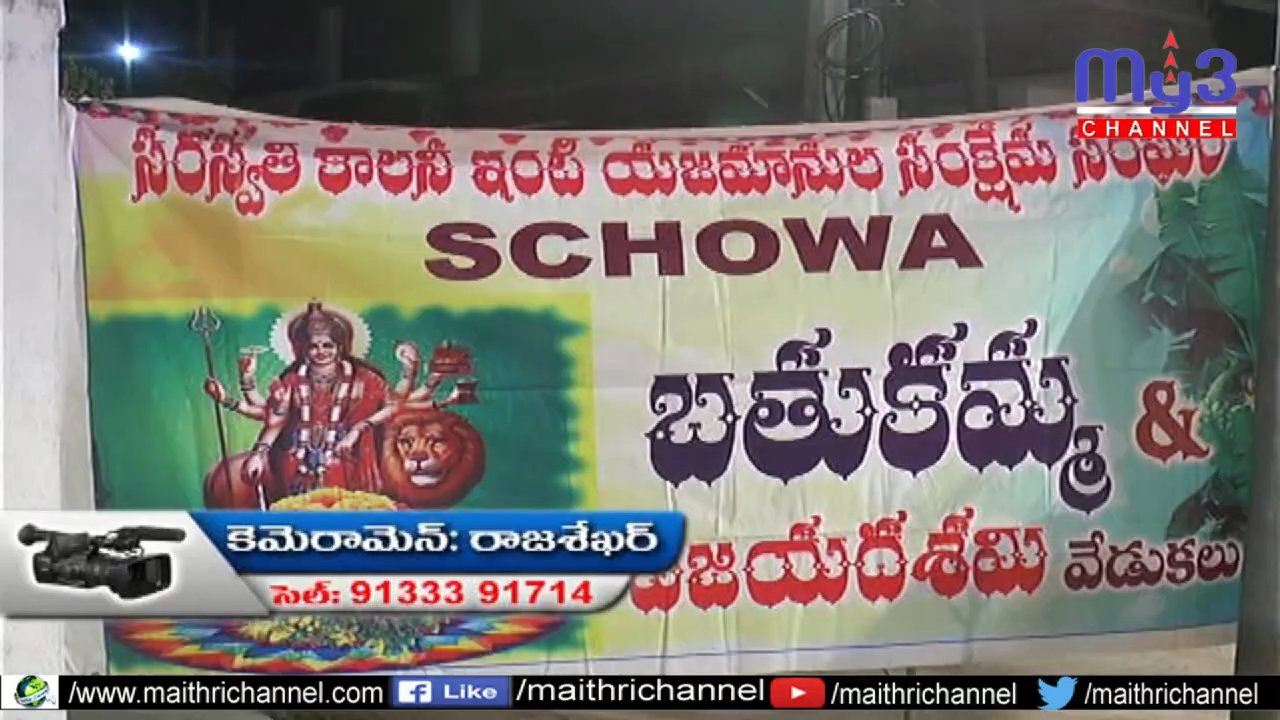 My3
CHANNEL
సరస్వతి కాలనీ ఇంటి యజమానుల సంక్షేమ సంఘం
SCHOWA
బతుకమ్మ &
విజయదశమి వేడుకలు
కెమెరామెన్: రాజశేఖర్
సెల్: 91333 91714
/www.maithrichannel.com Like /maithrichannel /maithrichannel /maithrichannel